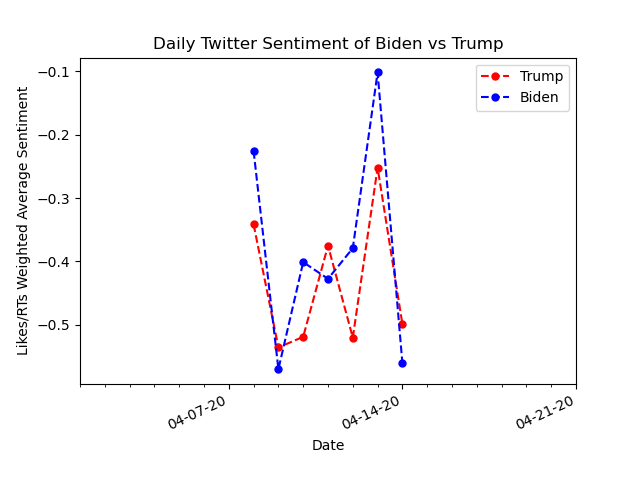 Daily Twitter Sentiment of Biden vs Trump
Trump
Biden
Likes/RTs Weighted Average Sentiment
−0.1
−0.2
−0.3
−0.4
−0.5
04-07-20
04-14-20
04-21-20
Date